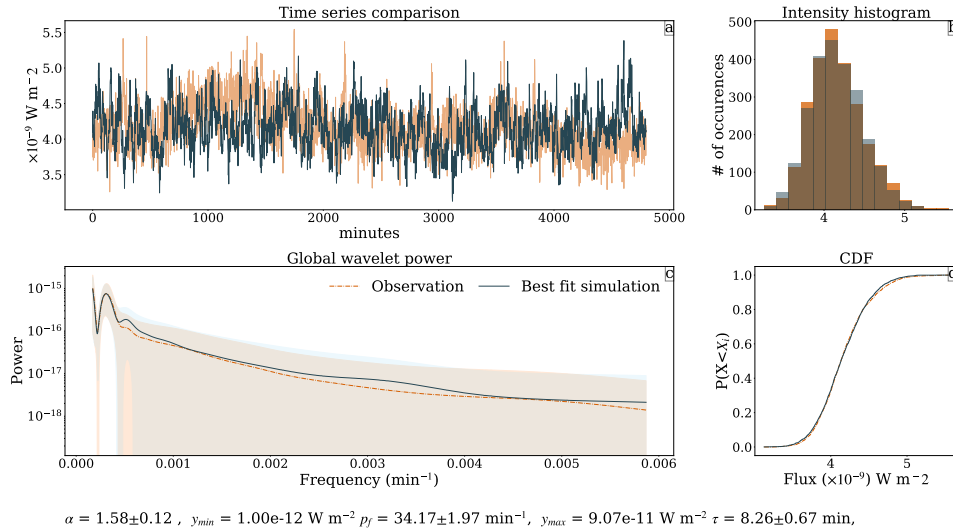 Time series comparison
a
×10⁻⁹ W m⁻2
5.5
5.0
4.5
4.0
3.5
0
1000
2000
3000
4000
5000
minutes
Intensity histogram
# of occurences
500
400
300
200
100
0
4
5
Global wavelet power
c
Observation
Best fit simulation
Power
10⁻¹⁵
10⁻¹⁶
10⁻¹⁷
10⁻¹⁸
0.000
0.001
0.002
0.003
0.004
0.005
0.006
Frequency (min⁻¹)
CDF
P(X<Xᵢ)
1.0
0.8
0.6
0.4
0.2
0.0
4
5
Flux (×10⁻⁹) W m⁻2
α = 1.58±0.12 , yₘᵢₙ = 1.00e-12 W m⁻² p_f = 34.17±1.97 min⁻¹, yₘₐₓ = 9.07e-11 W m⁻² τ = 8.26±0.67 min,